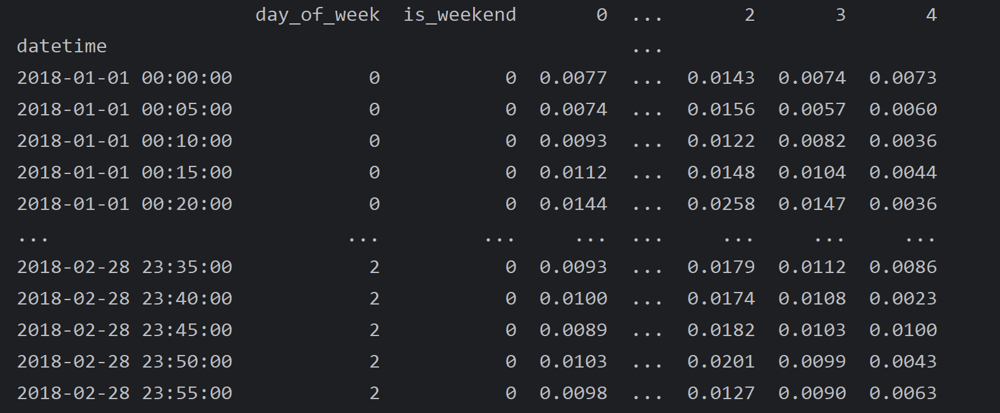 day_of_week is_weekend 0 ... 2 3 4
datetime ...
2018-01-01 00:00:00 0 0 0.0077 ... 0.0143 0.0074 0.0073
2018-01-01 00:05:00 0 0 0.0074 ... 0.0156 0.0057 0.0060
2018-01-01 00:10:00 0 0 0.0093 ... 0.0122 0.0082 0.0036
2018-01-01 00:15:00 0 0 0.0112 ... 0.0148 0.0104 0.0044
2018-01-01 00:20:00 0 0 0.0144 ... 0.0258 0.0147 0.0036
... ... ... ... ... ... ... ...
2018-02-28 23:35:00 2 0 0.0093 ... 0.0179 0.0112 0.0086
2018-02-28 23:40:00 2 0 0.0100 ... 0.0174 0.0108 0.0023
2018-02-28 23:45:00 2 0 0.0089 ... 0.0182 0.0103 0.0100
2018-02-28 23:50:00 2 0 0.0103 ... 0.0201 0.0099 0.0043
2018-02-28 23:55:00 2 0 0.0098 ... 0.0127 0.0090 0.0063